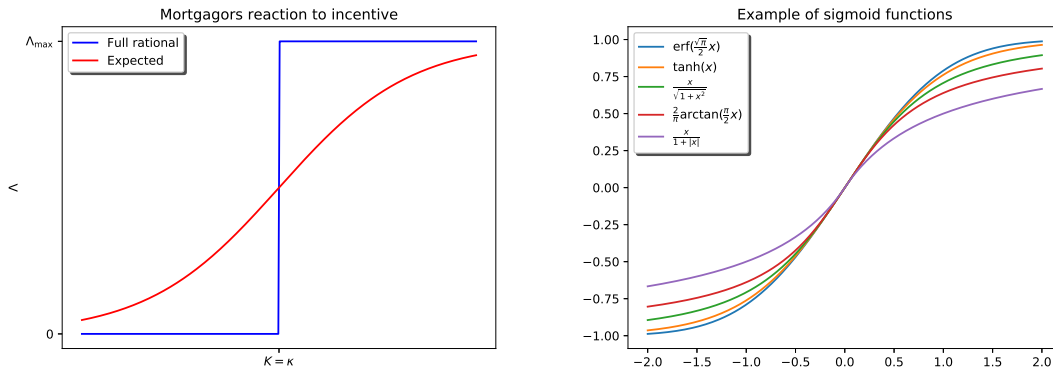 Mortgagors reaction to incentive
Λmax
Full rational
Expected
Λ
0
K = κ
Example of sigmoid functions
1.00
0.75
0.50
0.25
0.00
−0.25
−0.50
−0.75
−1.00
erf(√π/2 x)
tanh(x)
x/√(1+x²)
2/π arctan(π/2 x)
x/(1+|x|)
−2.0 −1.5 −1.0 −0.5 0.0 0.5 1.0 1.5 2.0